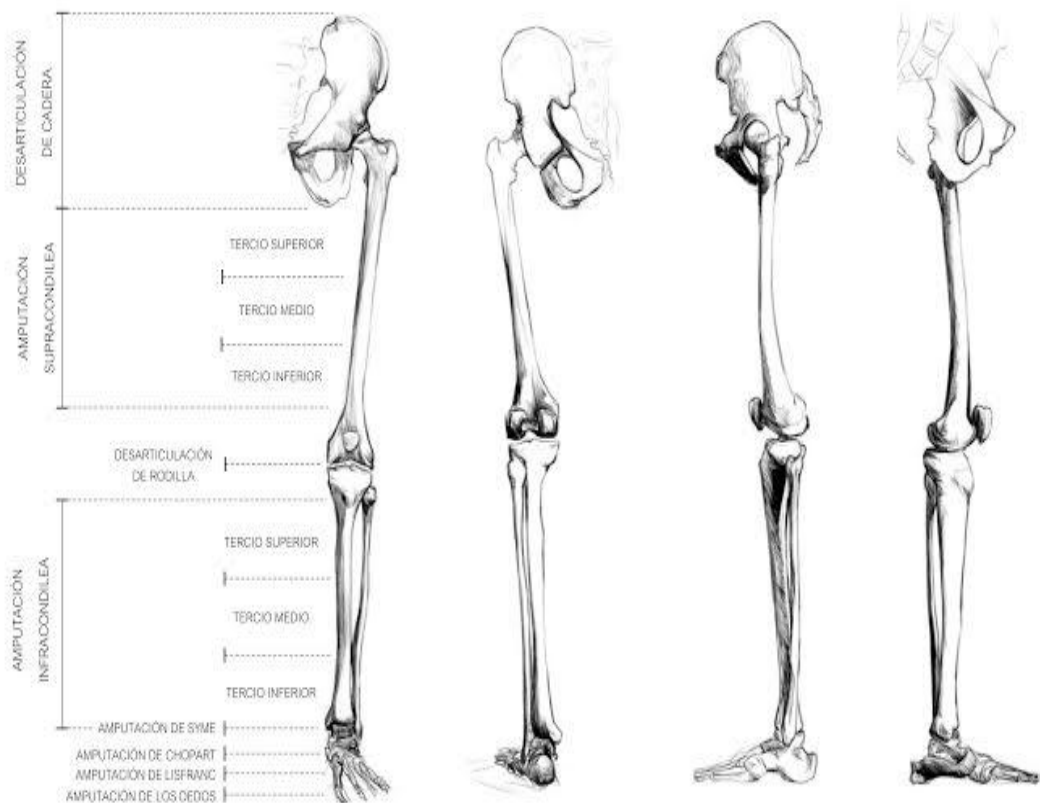 DESARTICULACIÓN
DE CADERA
AMPUTACIÓN
SUPRACONDILEA
TERCIO SUPERIOR
TERCIO MEDIO
TERCIO INFERIOR
DESARTICULACIÓN
DE RODILLA
AMPUTACIÓN
INFRACONDILEA
TERCIO SUPERIOR
TERCIO MEDIO
TERCIO INFERIOR
AMPUTACIÓN DE SYME
AMPUTACIÓN DE CHOPART
AMPUTACIÓN DE LISFRANC
AMPUTACIÓN DE LOS DEDOS